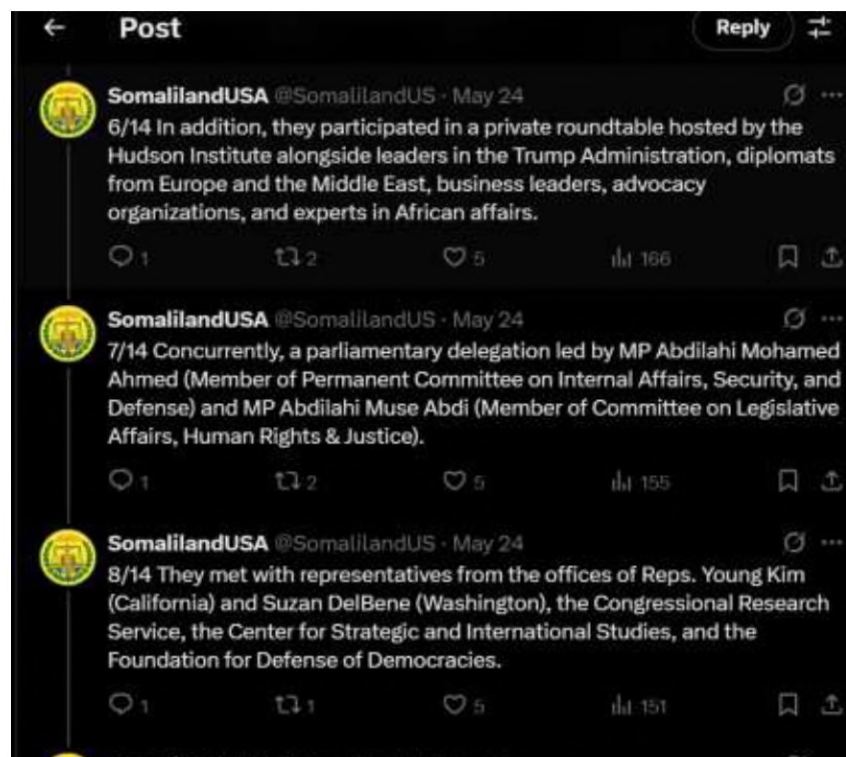 Post
Reply
SomalilandUSA @SomalilandUS · May 24
6/14 In addition, they participated in a private roundtable hosted by the
Hudson Institute alongside leaders in the Trump Administration, diplomats
from Europe and the Middle East, business leaders, advocacy
organizations, and experts in African affairs.
1 2 5 166
SomalilandUSA @SomalilandUS · May 24
7/14 Concurrently, a parliamentary delegation led by MP Abdilahi Mohamed
Ahmed (Member of Permanent Committee on Internal Affairs, Security, and
Defense) and MP Abdilahi Muse Abdi (Member of Committee on Legislative
Affairs, Human Rights & Justice).
1 2 5 155
SomalilandUSA @SomalilandUS · May 24
8/14 They met with representatives from the offices of Reps. Young Kim
(California) and Suzan DelBene (Washington), the Congressional Research
Service, the Center for Strategic and International Studies, and the
Foundation for Defense of Democracies.
1 1 5 151